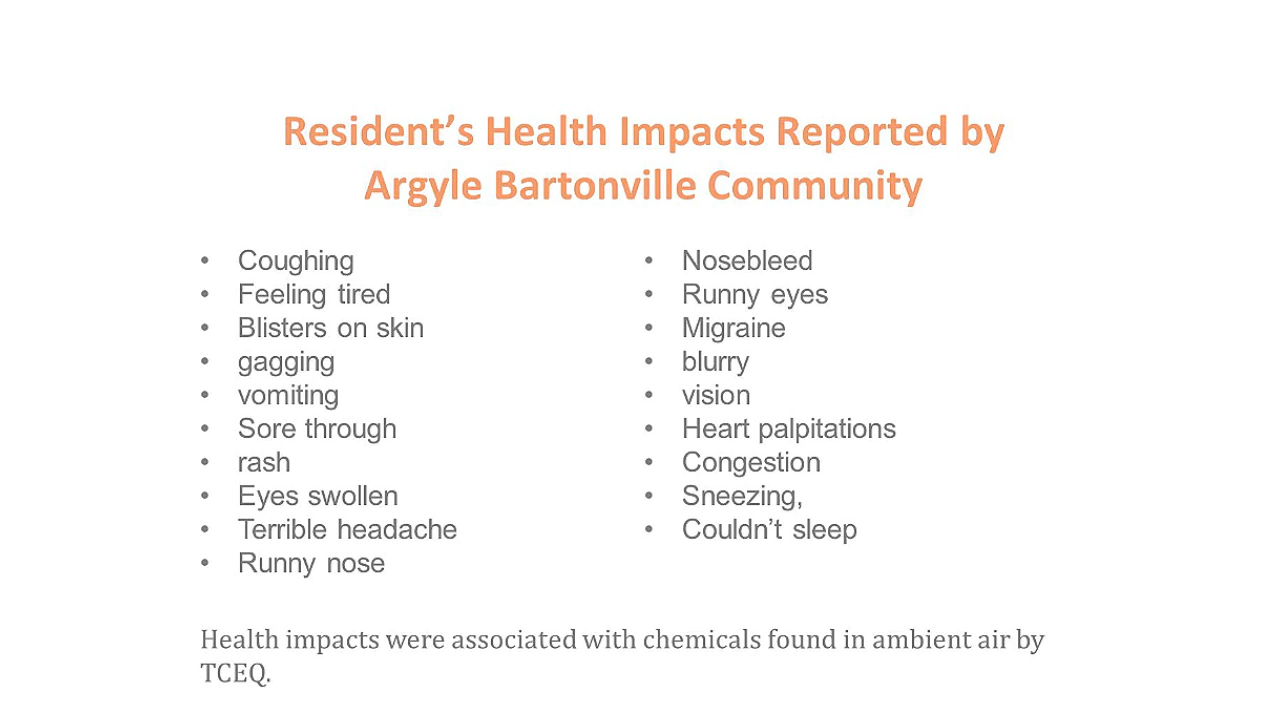 Resident’s Health Impacts Reported by
Argyle Bartonville Community
• Coughing
• Feeling tired
• Blisters on skin
• gagging
• vomiting
• Sore through
• rash
• Eyes swollen
• Terrible headache
• Runny nose
• Nosebleed
• Runny eyes
• Migraine
• blurry
• vision
• Heart palpitations
• Congestion
• Sneezing,
• Couldn’t sleep
Health impacts were associated with chemicals found in ambient air by
TCEQ.